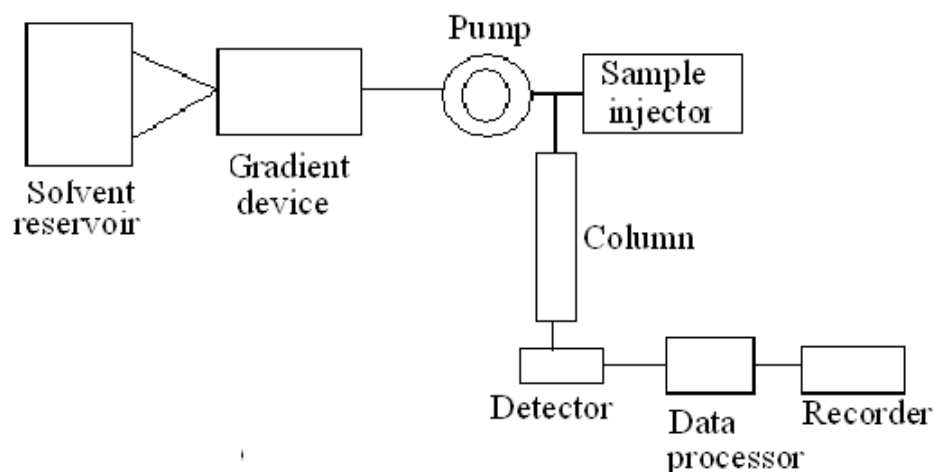 Pump
Sample
injector
Solvent
reservoir
Gradient
device
Column
Detector
Data
processor
Recorder